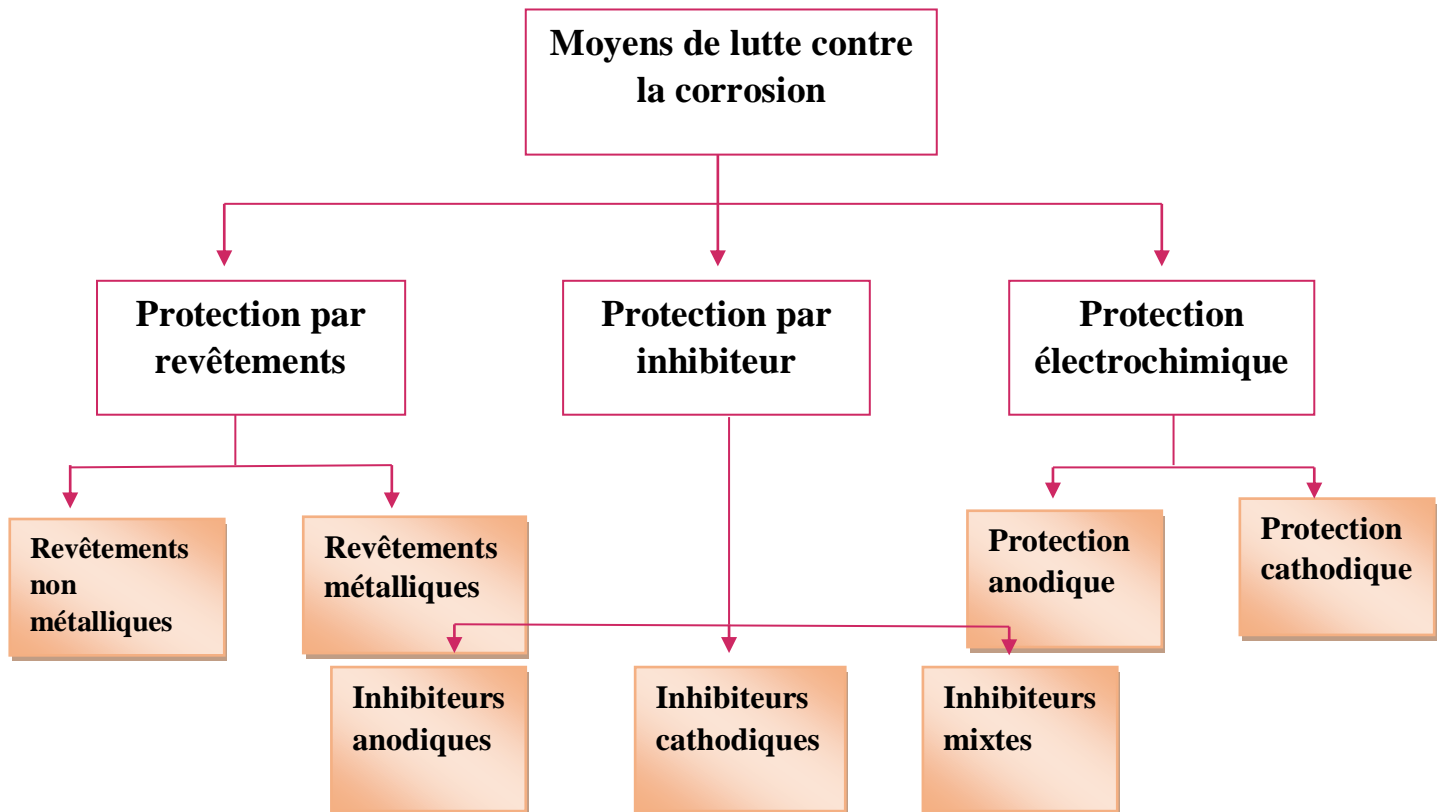 Moyens de lutte contre
la corrosion
Protection par
revêtements
Protection par
inhibiteur
Protection
électrochimique
Revêtements
non
métalliques
Revêtements
métalliques
Protection
anodique
Protection
cathodique
Inhibiteurs
anodiques
Inhibiteurs
cathodiques
Inhibiteurs
mixtes